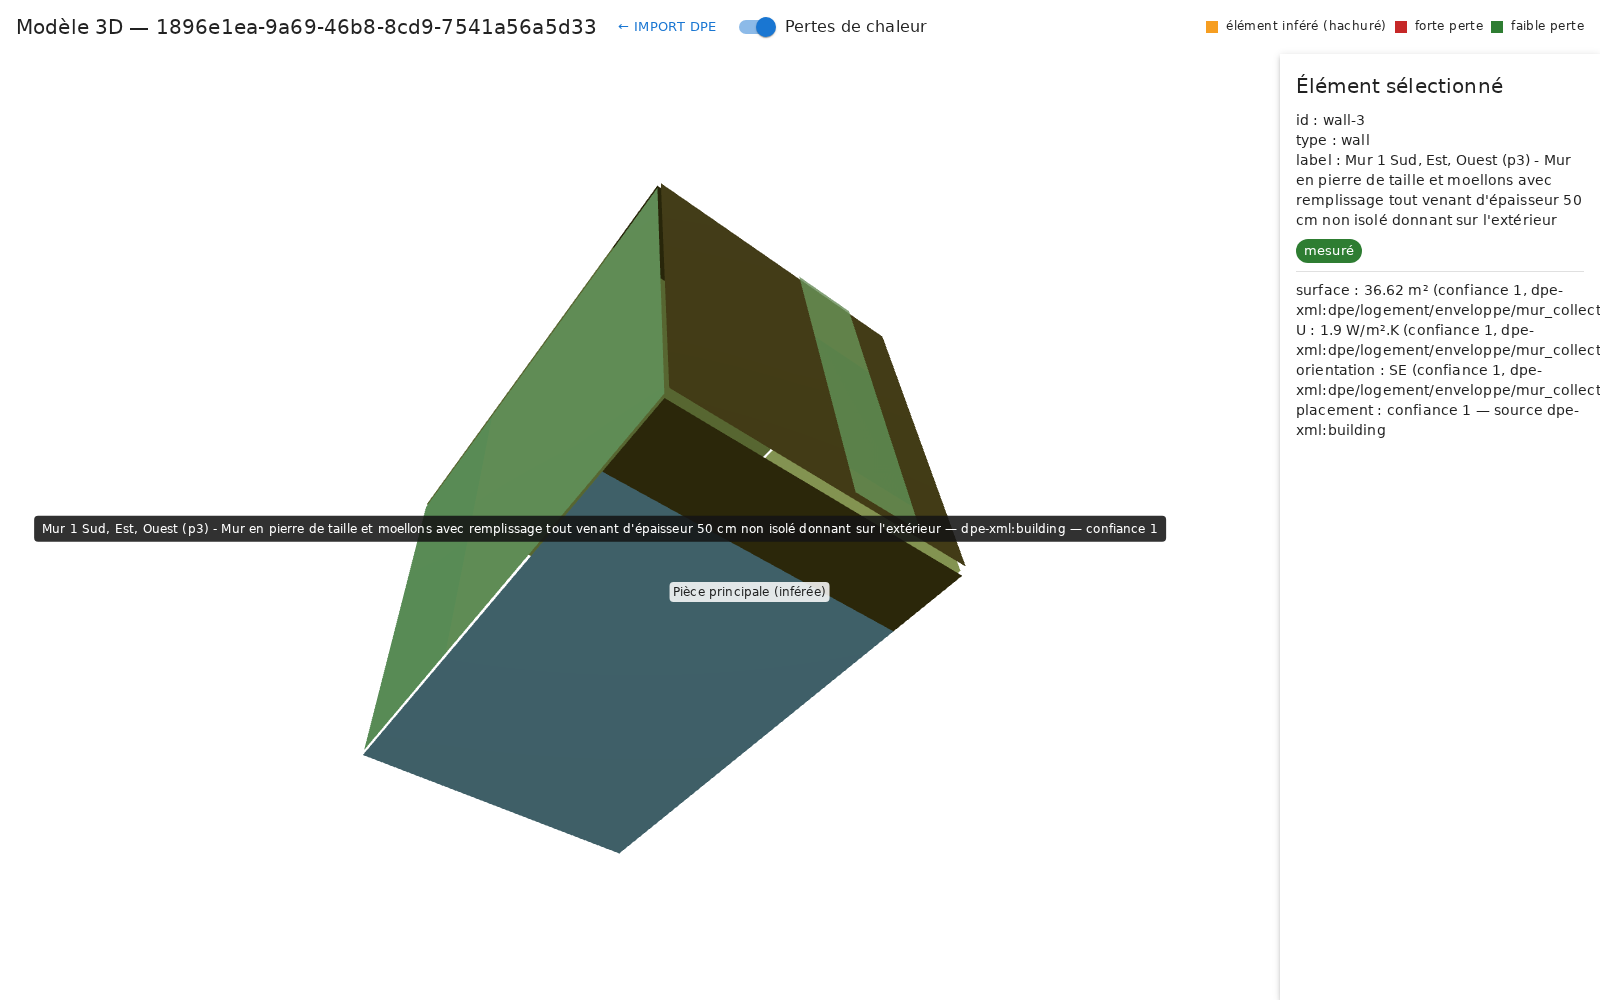 Modèle 3D — 1896e1ea-9a69-46b8-8cd9-7541a56a5d33
← IMPORT DPE
Pertes de chaleur
élément inféré (hachuré)
forte perte
faible perte
Élément sélectionné
id : wall-3
type : wall
label : Mur 1 Sud, Est, Ouest (p3) - Mur
en pierre de taille et moellons avec
remplissage tout venant d'épaisseur 50
cm non isolé donnant sur l'extérieur
mesuré
surface : 36.62 m² (confiance 1, dpe-
xml:dpe/logement/enveloppe/mur_collect
U : 1.9 W/m².K (confiance 1, dpe-
xml:dpe/logement/enveloppe/mur_collect
orientation : SE (confiance 1, dpe-
xml:dpe/logement/enveloppe/mur_collect
placement : confiance 1 — source dpe-
xml:building
Mur 1 Sud, Est, Ouest (p3) - Mur en pierre de taille et moellons avec remplissage tout venant d'épaisseur 50 cm non isolé donnant sur l'extérieur — dpe-xml:building — confiance 1
Pièce principale (inférée)